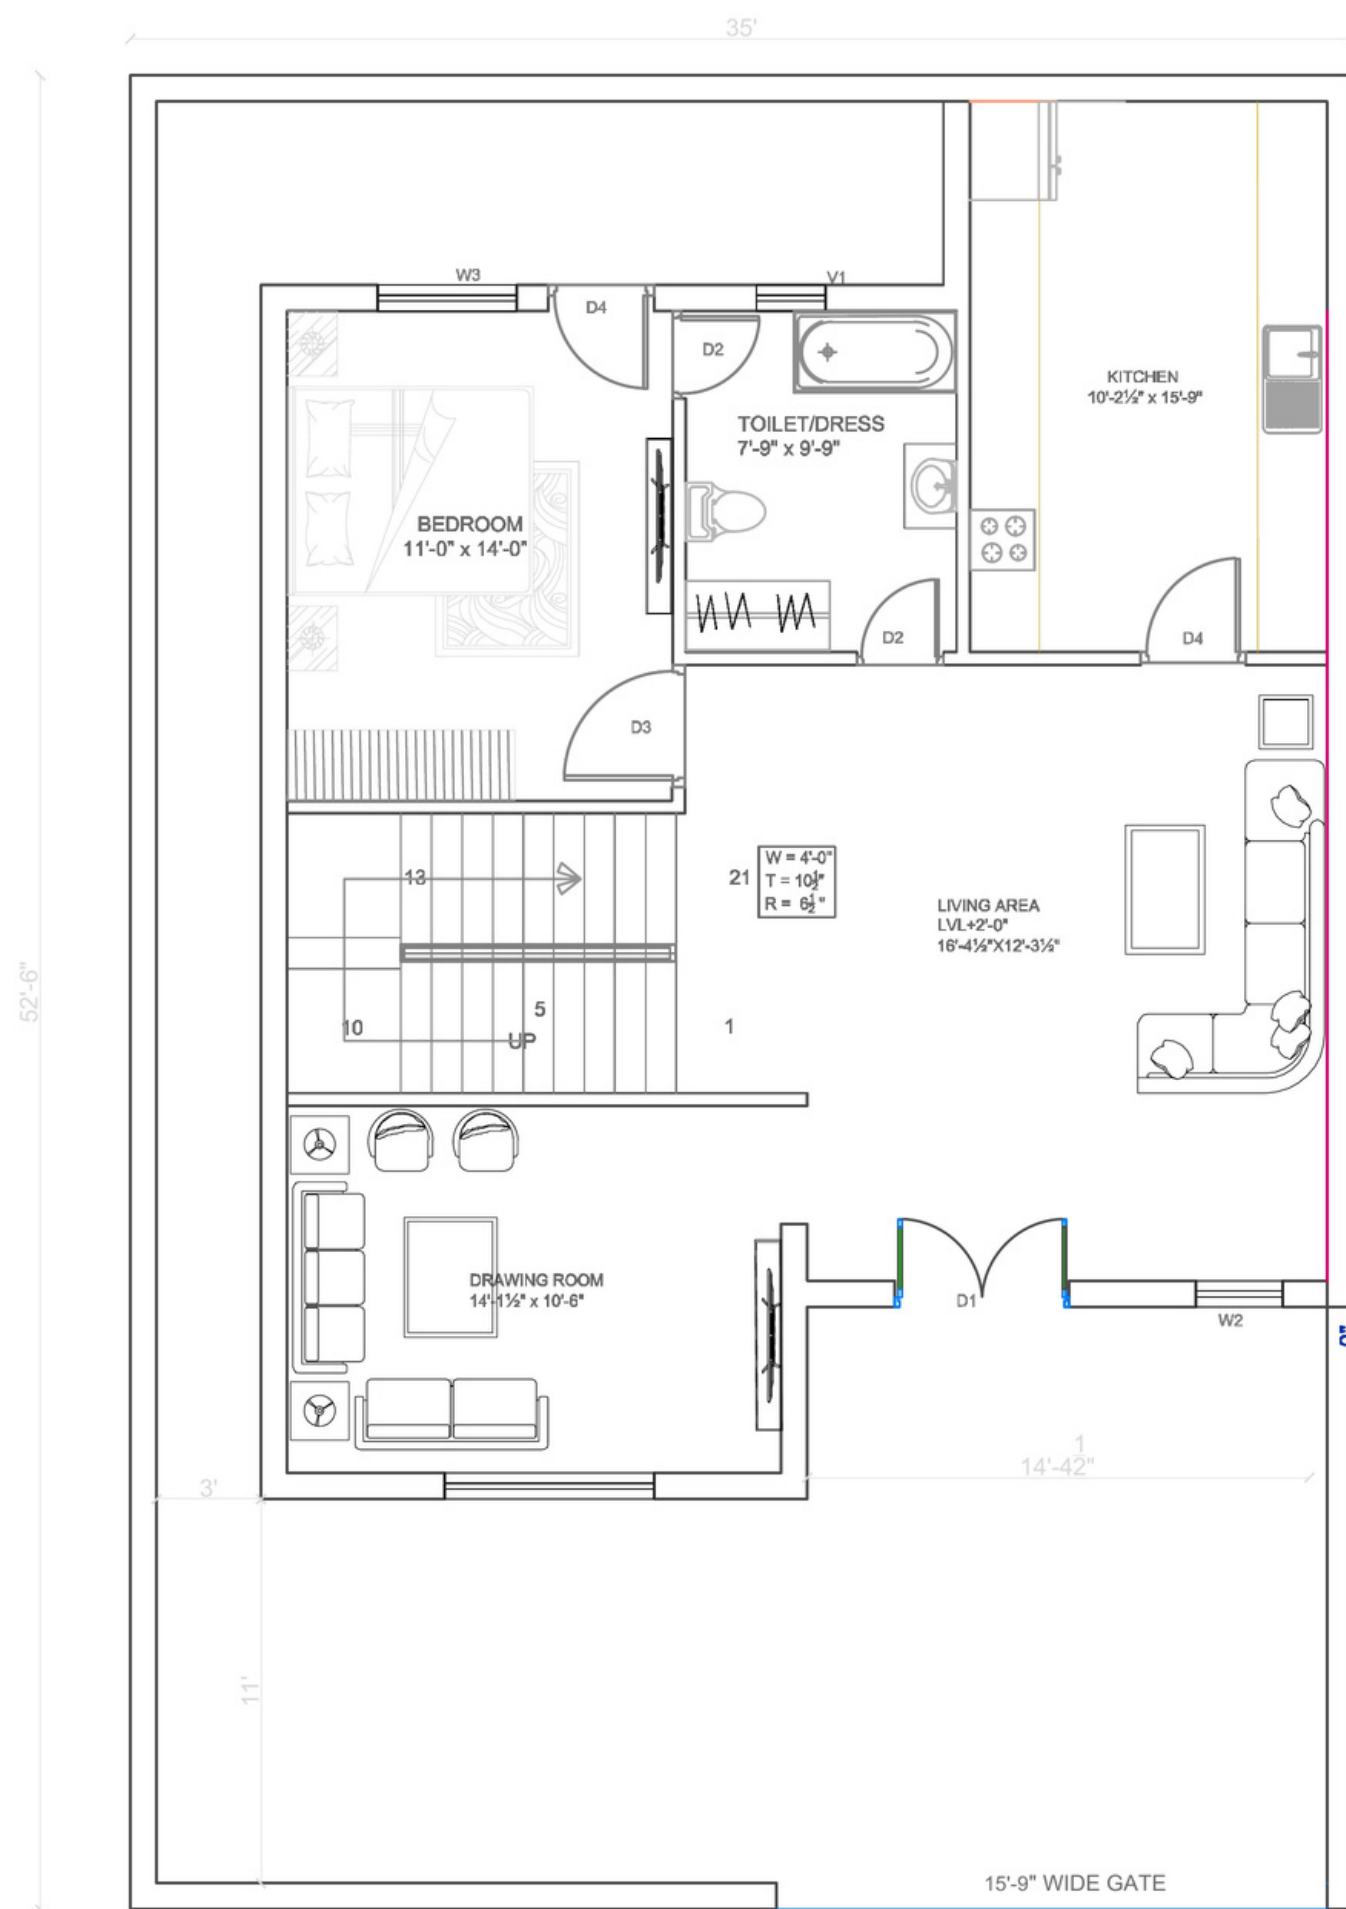 35'
W3
V1
D4
D2
KITCHEN
10'-2½" x 15'-9"
TOILET/DRESS
7'-9" x 9'-9"
BEDROOM
11'-0" x 14'-0"
D2
D4
D3
W = 4'-0"
T = 10½"
R = 6½"
13
21
LIVING AREA
LVL+2'-0"
16'-4½"X12'-3½"
52'-6"
5
10
1
UP
DRAWING ROOM
14'-1½" x 10'-6"
D1
W2
14'-4½"
3'
11'
15'-9" WIDE GATE